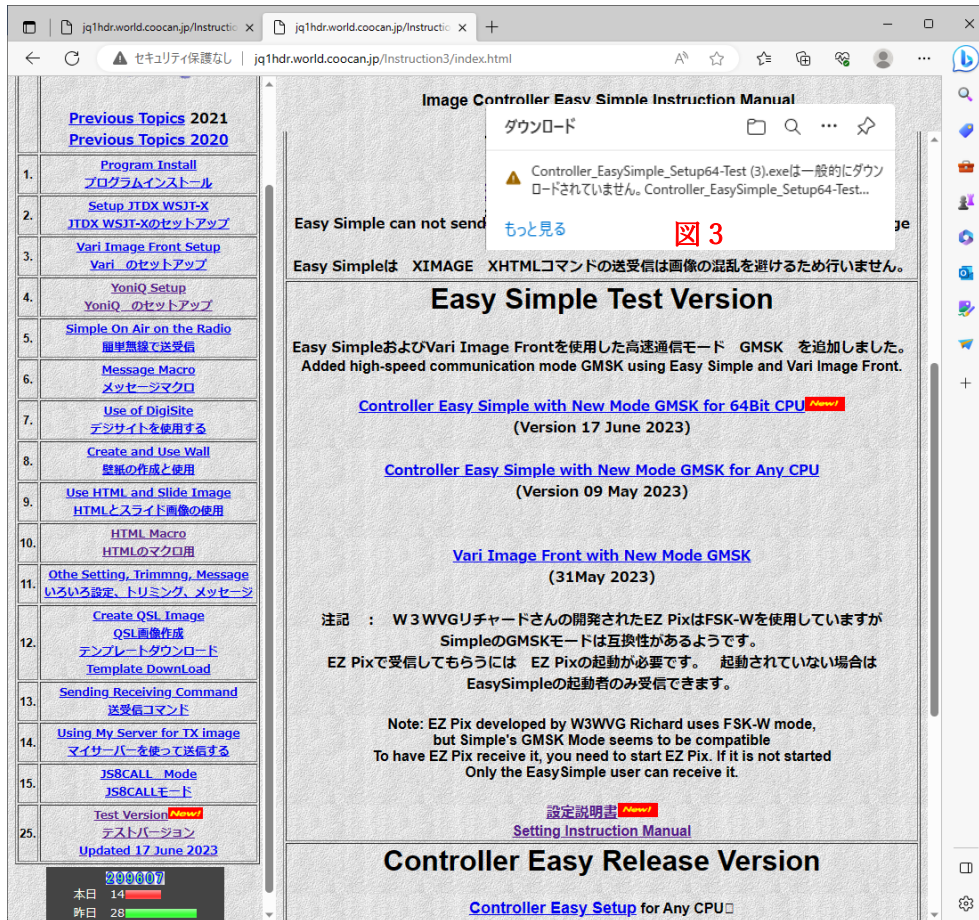 jq1hdr.world.coocan.jp/Instructic
jq1hdr.world.coocan.jp/Instructic
セキュリティ保護なし
jq1hdr.world.coocan.jp/Instruction3/index.html
Previous Topics 2021
Previous Topics 2020
1. Program Install
プログラムインストール
2. Setup JTDX WSJT-X
JTDX WSJT-Xのセットアップ
3. Vari Image Front Setup
Vari のセットアップ
4. YoniQ Setup
YoniQ のセットアップ
5. Simple On Air on the Radio
簡単無線で送受信
6. Message Macro
メッセージマクロ
7. Use of DigiSite
デジサイトを使用する
8. Create and Use Wall
壁紙の作成と使用
9. Use HTML and Slide Image
HTMLとスライド画像の使用
10. HTML Macro
HTMLのマクロ用
11. Othe Setting, Trimmng, Message
いろいろ設定、トリミング、メッセージ
12. Create QSL Image
QSL画像作成
テンプレートダウンロード
Template DownLoad
13. Sending Receiving Command
送受信コマンド
14. Using My Server for TX image
マイサーバーを使って送信する
15. JS8CALL Mode
JS8CALLモード
25. Test Version New!
テストバージョン
Updated 17 June 2023
299607
本日 14
昨日 28
Image Controller Easy Simple Instruction Manual
ダウンロード
Controller_EasySimple_Setup64-Test (3).exeは一般的にダウン
ロードされていません。Controller_EasySimple_Setup64-Test...
もっと見る
図3
Easy Simple can not send
ge
Easy Simpleは XIMAGE XHTMLコマンドの送受信は画像の混乱を避けるため行いません。
Easy Simple Test Version
Easy SimpleおよびVari Image Frontを使用した高速通信モード GMSK を追加しました。
Added high-speed communication mode GMSK using Easy Simple and Vari Image Front.
Controller Easy Simple with New Mode GMSK for 64Bit CPU New!
(Version 17 June 2023)
Controller Easy Simple with New Mode GMSK for Any CPU
(Version 09 May 2023)
Vari Image Front with New Mode GMSK
(31May 2023)
注記 : W3WVGリチャードさんの開発されたEZ PixはFSK-Wを使用していますが
SimpleのGMSKモードは互換性があるようです。
EZ Pixで受信してもらうには EZ Pixの起動が必要です。 起動されていない場合は
EasySimpleの起動者のみ受信できます。
Note: EZ Pix developed by W3WVG Richard uses FSK-W mode,
but Simple's GMSK Mode seems to be compatible
To have EZ Pix receive it, you need to start EZ Pix. If it is not started
Only the EasySimple user can receive it.
設定説明書 New!
Setting Instruction Manual
Controller Easy Release Version
Controller Easy Setup for Any CPU□